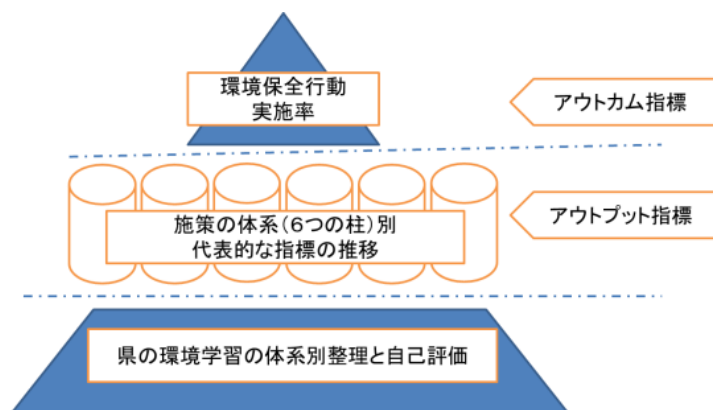 環境保全行動
実施率
アウトカム指標
施策の体系(6つの柱)別
代表的な指標の推移
アウトプット指標
県の環境学習の体系別整理と自己評価